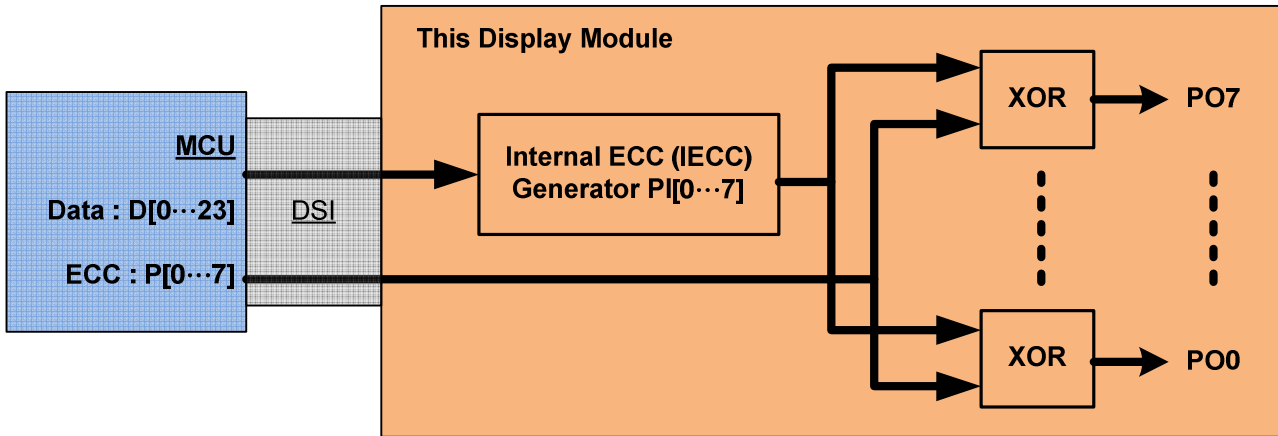 This Display Module
MCU
Data : D[0···23]
ECC : P[0···7]
DSI
Internal ECC (IECC)
Generator PI[0···7]
XOR
PO7
XOR
PO0